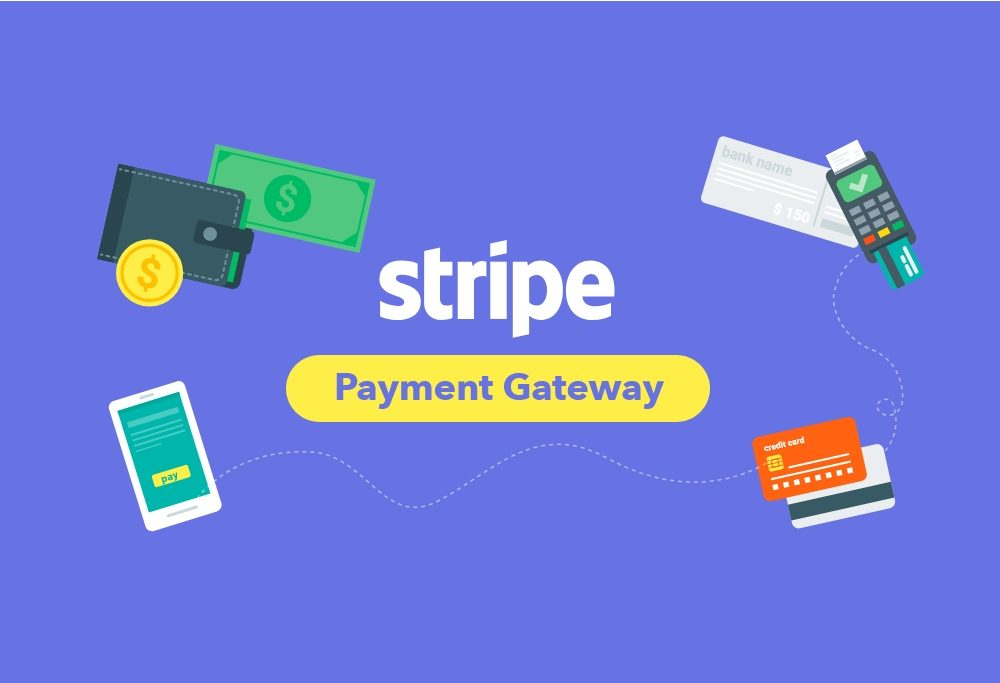 bank name
$ 150
$
$
stripe
Payment Gateway
pay
credit card